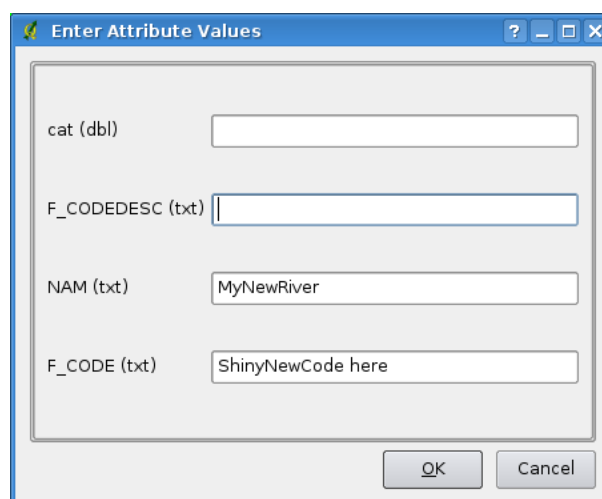 Enter Attribute Values
cat (dbl)
F_CODEDESC (txt)
NAM (txt) MyNewRiver
F_CODE (txt) ShinyNewCode here
OK Cancel